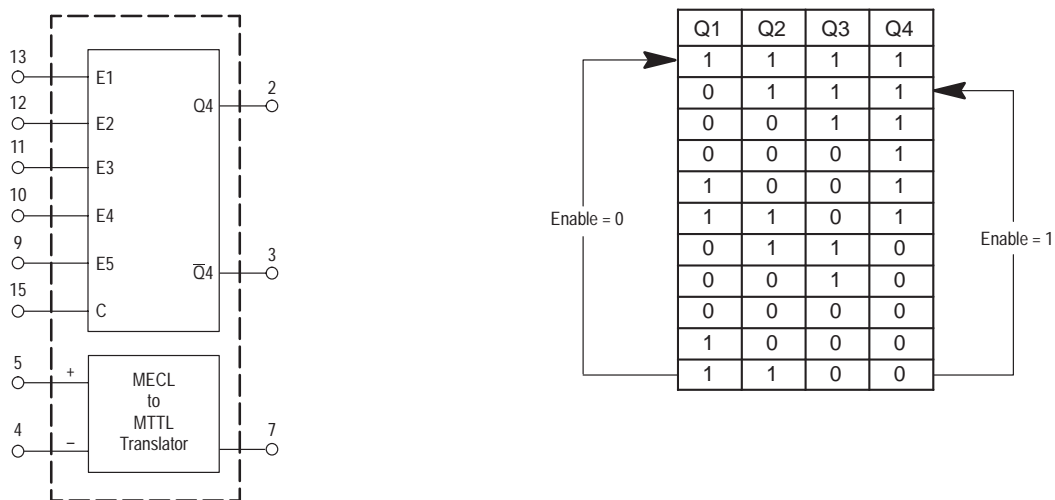 13
E1
12
E2
11
E3
10
E4
9
E5
15
C
Q4
2
Q̅4
3
5
+
4
–
MECL
to
MTTL
Translator
7
Q1 Q2 Q3 Q4
1 1 1 1
0 1 1 1
0 0 1 1
0 0 0 1
1 0 0 1
1 1 0 1
0 1 1 0
0 0 1 0
0 0 0 0
1 0 0 0
1 1 0 0
Enable = 0
Enable = 1